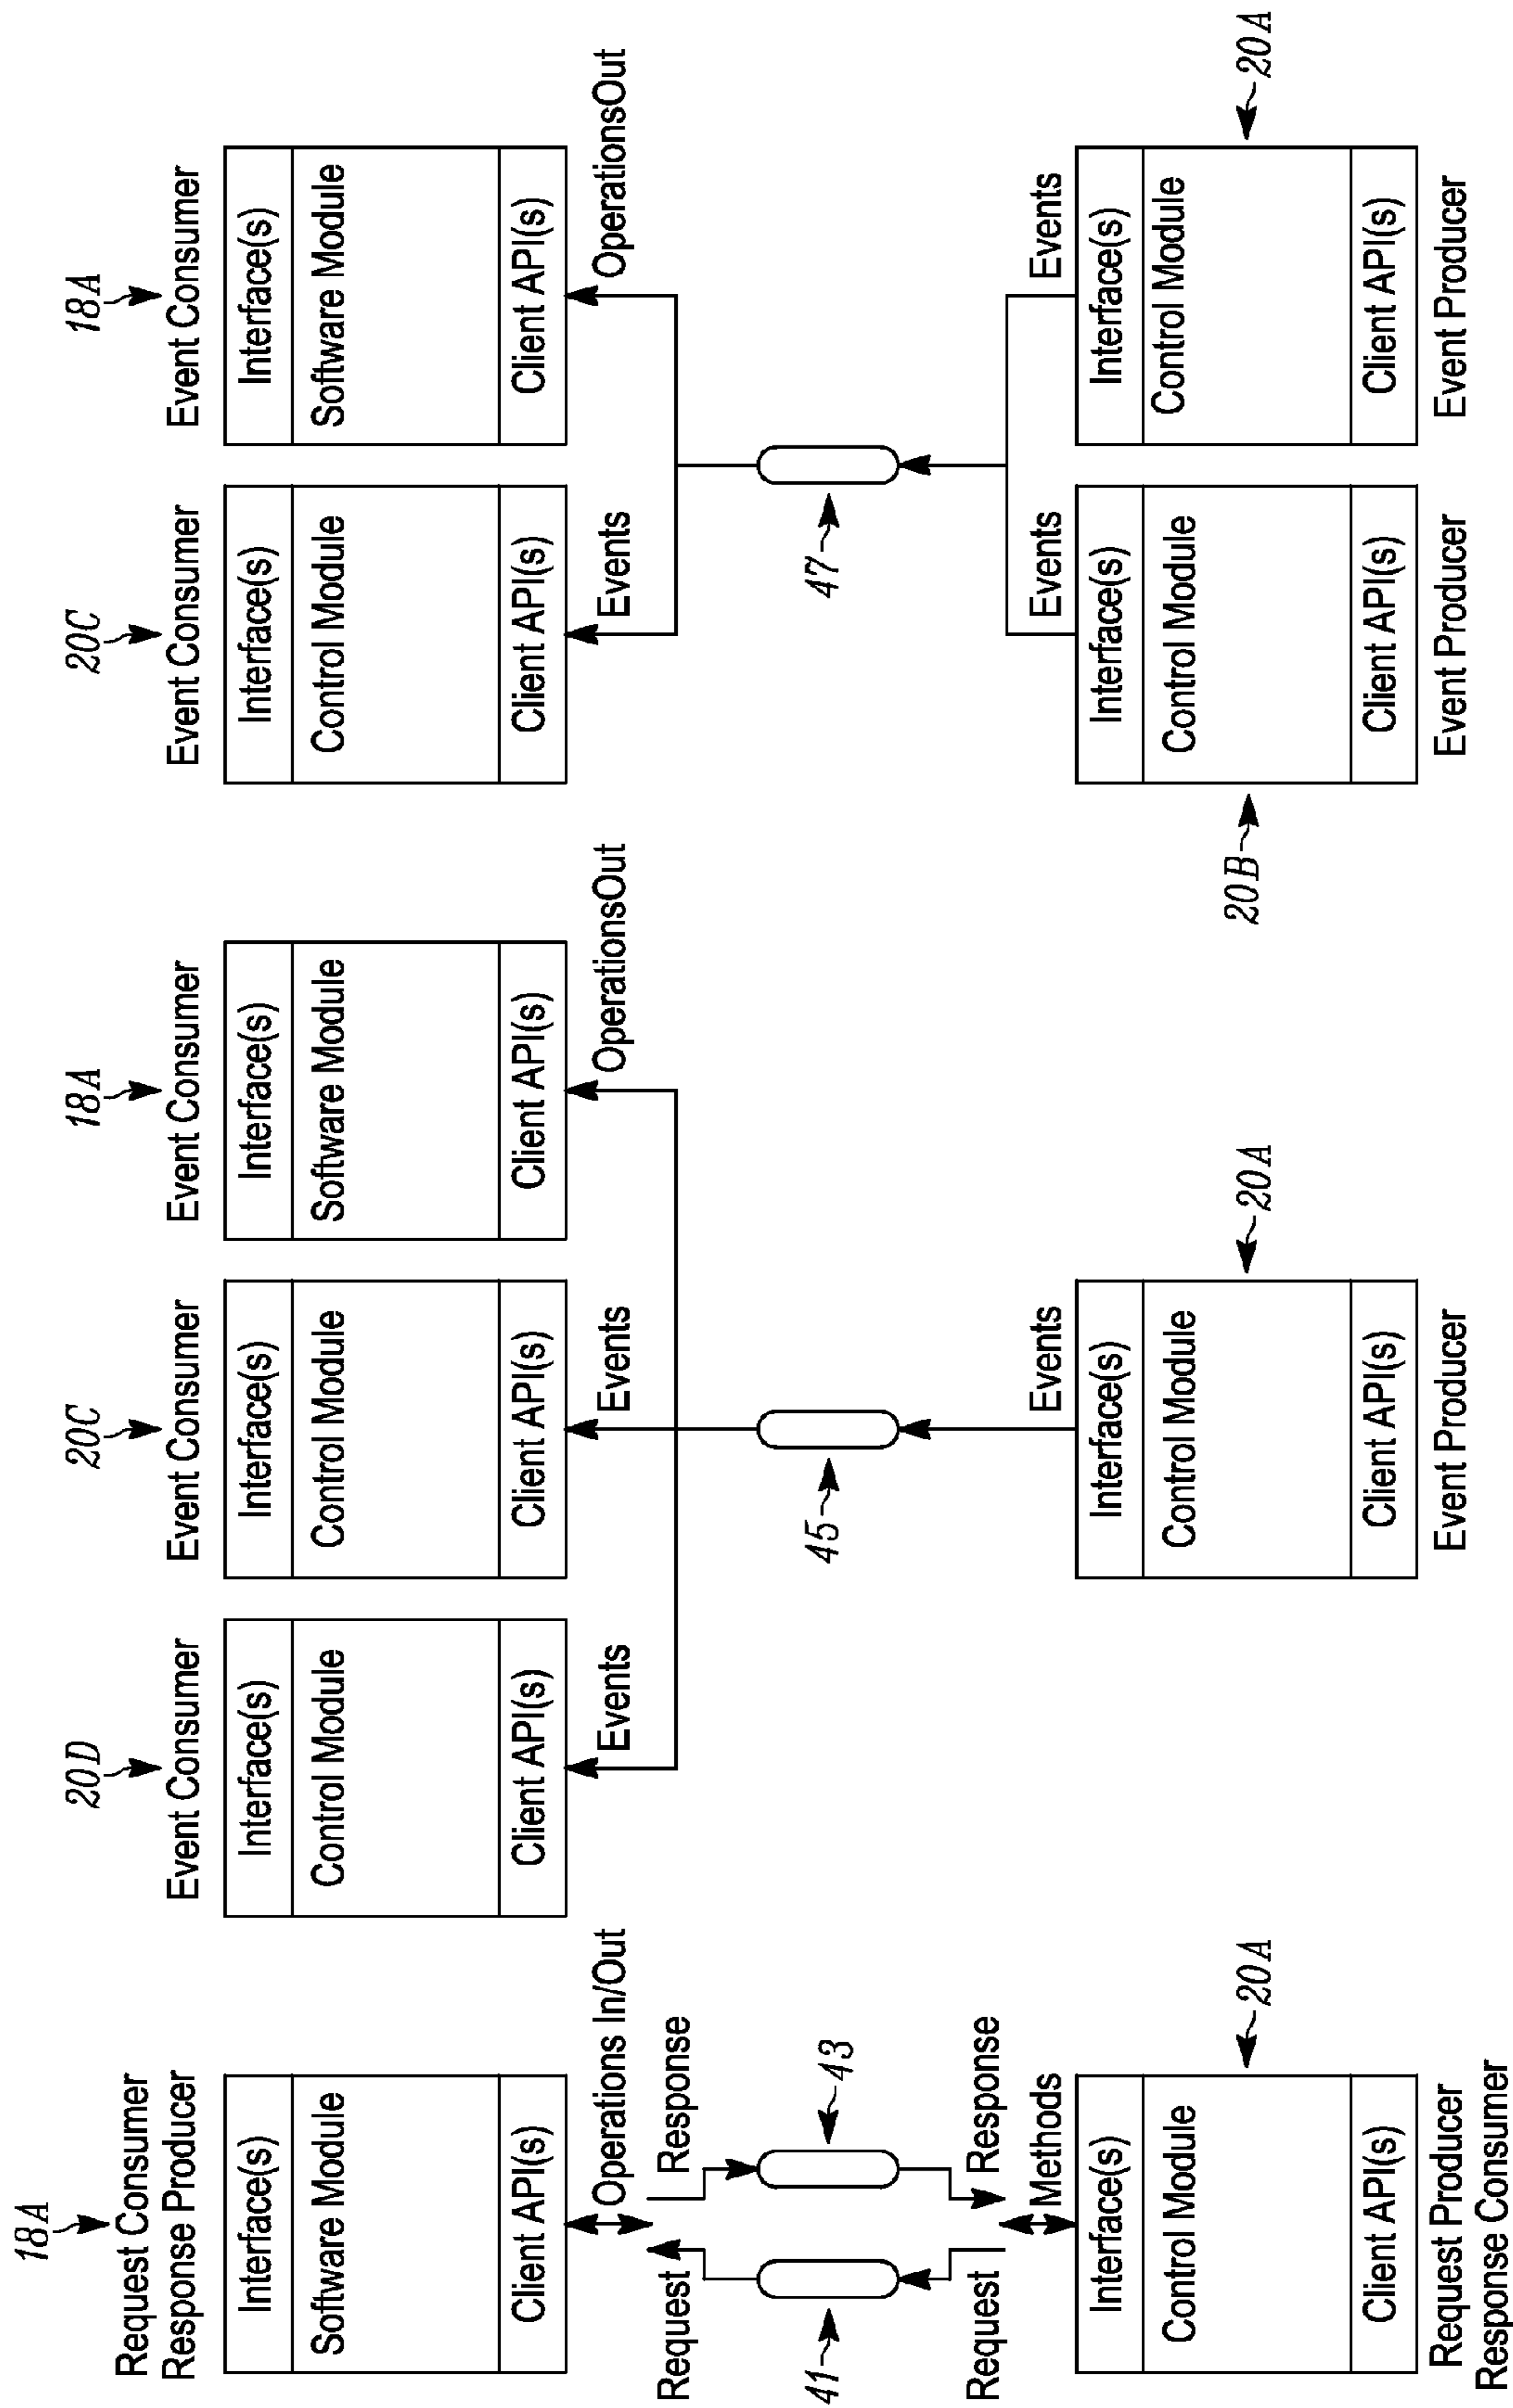 18A
Request Consumer
Response Producer
Interface(s)
Software Module
Client API(s)
Operations In/Out
Request
Response
41
43
Request
Response
Methods
Interface(s)
Control Module
Client API(s)
20A
Request Producer
Response Consumer
20D
Event Consumer
Interface(s)
Control Module
Client API(s)
Events
20C
Event Consumer
Interface(s)
Control Module
Client API(s)
Events
18A
Event Consumer
Interface(s)
Software Module
Client API(s)
OperationsOut
45
Events
Interface(s)
Control Module
Client API(s)
20A
Event Producer
20C
Event Consumer
Interface(s)
Control Module
Client API(s)
Events
18A
Event Consumer
Interface(s)
Software Module
Client API(s)
OperationsOut
47
Events
Interface(s)
Control Module
Client API(s)
20B
Event Producer
Events
Interface(s)
Control Module
Client API(s)
20A
Event Producer